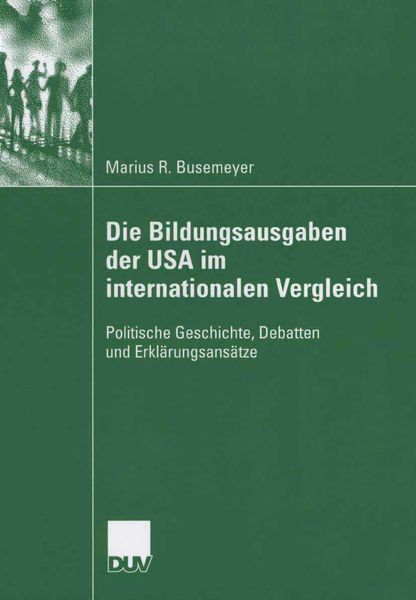 Marius R. Busemeyer
Die Bildungsausgaben
der USA im
internationalen Vergleich
Politische Geschichte, Debatten
und Erklärungsansätze
DUV